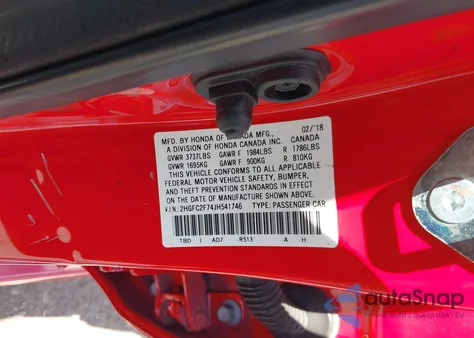 MFD. BY HONDA OF CANADA MFG., 02/'18
A DIVISION OF HONDA CANADA INC. CANADA
GVWR 3737LBS GAWR F 1984LBS R 1786LBS
GVWR 1695KG GAWR F 900KG R 810KG
THIS VEHICLE CONFORMS TO ALL APPLICABLE
FEDERAL MOTOR VEHICLE SAFETY, BUMPER,
AND THEFT PREVENTION STANDARDS IN EFFECT
ON THE DATE OF MANUFACTURE SHOWN ABOVE.
V.I.N.: 2HGFC2F74JH541746 TYPE: PASSENGER CAR
TBD I AD7 R513 A H
autoSnap